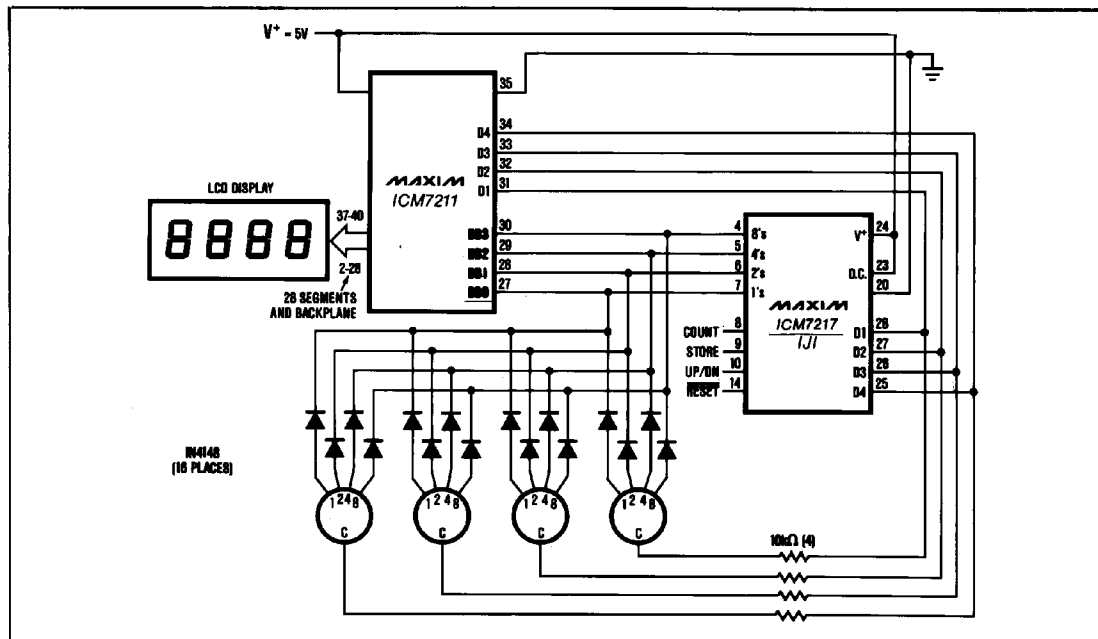 V+ = 5V
35
34
D4
33
D3
32
D2
31
D1
MAXIM
ICM7211
LCD DISPLAY
8888
37-40
2-26
28 SEGMENTS
AND BACKPLANE
30
DB3
29
DB2
28
DB1
27
DB0
4
8's
5
4's
6
2's
7
1's
MAXIM
ICM7217
IJI
COUNT
8
STORE
9
UP/DN
10
RESET
14
V+
24
D.C.
23
20
D1
28
D2
27
D3
26
D4
25
IN4148
(16 PLACES)
1 2 4 8
C
1 2 4 8
C
1 2 4 8
C
1 2 4 8
C
10kΩ (4)